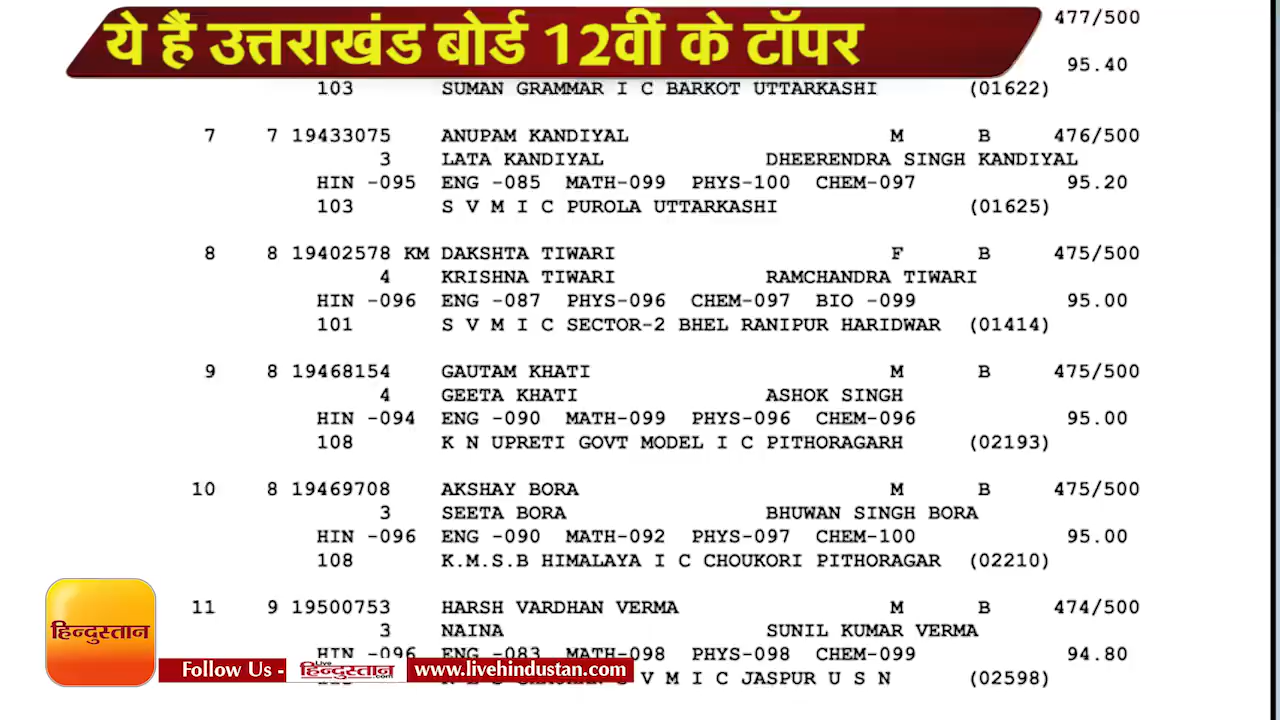 ये हैं उत्तराखंड बोर्ड 12वीं के टॉपर
477/500
95.40
103 SUMAN GRAMMAR I C BARKOT UTTARKASHI (01622)
7 7 19433075 ANUPAM KANDIYAL M B 476/500
3 LATA KANDIYAL DHEERENDRA SINGH KANDIYAL
HIN -095 ENG -085 MATH-099 PHYS-100 CHEM-097 95.20
103 S V M I C PUROLA UTTARKASHI (01625)
8 8 19402578 KM DAKSHTA TIWARI F B 475/500
4 KRISHNA TIWARI RAMCHANDRA TIWARI
HIN -096 ENG -087 PHYS-096 CHEM-097 BIO -099 95.00
101 S V M I C SECTOR-2 BHEL RANIPUR HARIDWAR (01414)
9 8 19468154 GAUTAM KHATI M B 475/500
4 GEETA KHATI ASHOK SINGH
HIN -094 ENG -090 MATH-099 PHYS-096 CHEM-096 95.00
108 K N UPRETI GOVT MODEL I C PITHORAGARH (02193)
10 8 19469708 AKSHAY BORA M B 475/500
3 SEETA BORA BHUWAN SINGH BORA
HIN -096 ENG -090 MATH-092 PHYS-097 CHEM-100 95.00
108 K.M.S.B HIMALAYA I C CHOUKORI PITHORAGAR (02210)
11 9 19500753 HARSH VARDHAN VERMA M B 474/500
3 NAINA SUNIL KUMAR VERMA
HIN -096 ENG -083 MATH-098 PHYS-098 CHEM-099 94.80
V M I C JASPUR U S N (02598)
हिन्दुस्तान
Follow Us - Live हिन्दुस्तान .com www.livehindustan.com